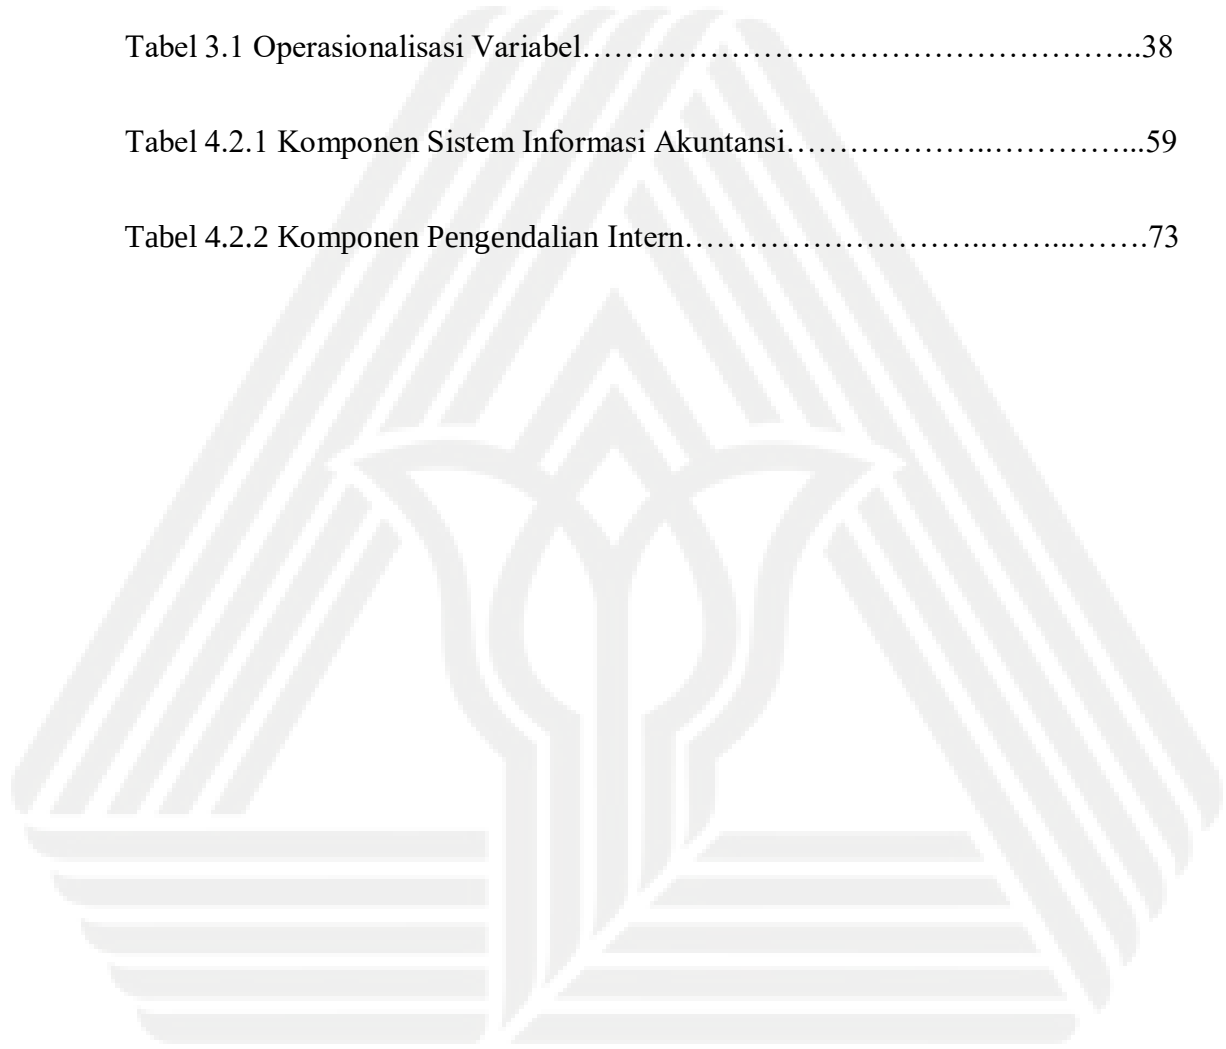 Tabel 3.1 Operasionalisasi Variabel……………………………………………..38
Tabel 4.2.1 Komponen Sistem Informasi Akuntansi………………..…………...59
Tabel 4.2.2 Komponen Pengendalian Intern………………………..……...…….73